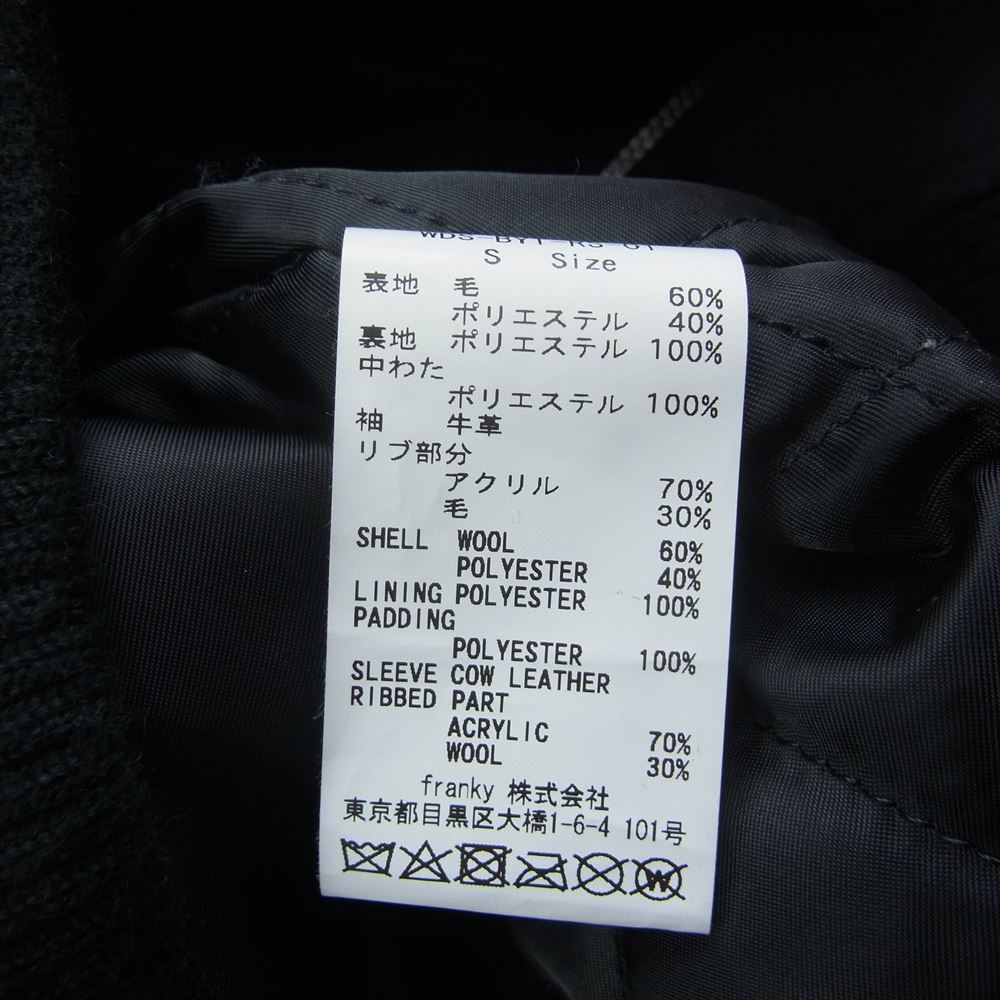 S Size
表地 毛 60%
ポリエステル 40%
裏地 ポリエステル 100%
中わた
ポリエステル 100%
袖 牛革
リブ部分
アクリル 70%
毛 30%
SHELL WOOL 60%
POLYESTER 40%
LINING POLYESTER 100%
PADDING
POLYESTER 100%
SLEEVE COW LEATHER
RIBBED PART
ACRYLIC 70%
WOOL 30%
franky 株式会社
東京都目黒区大橋1-6-4 101号
W